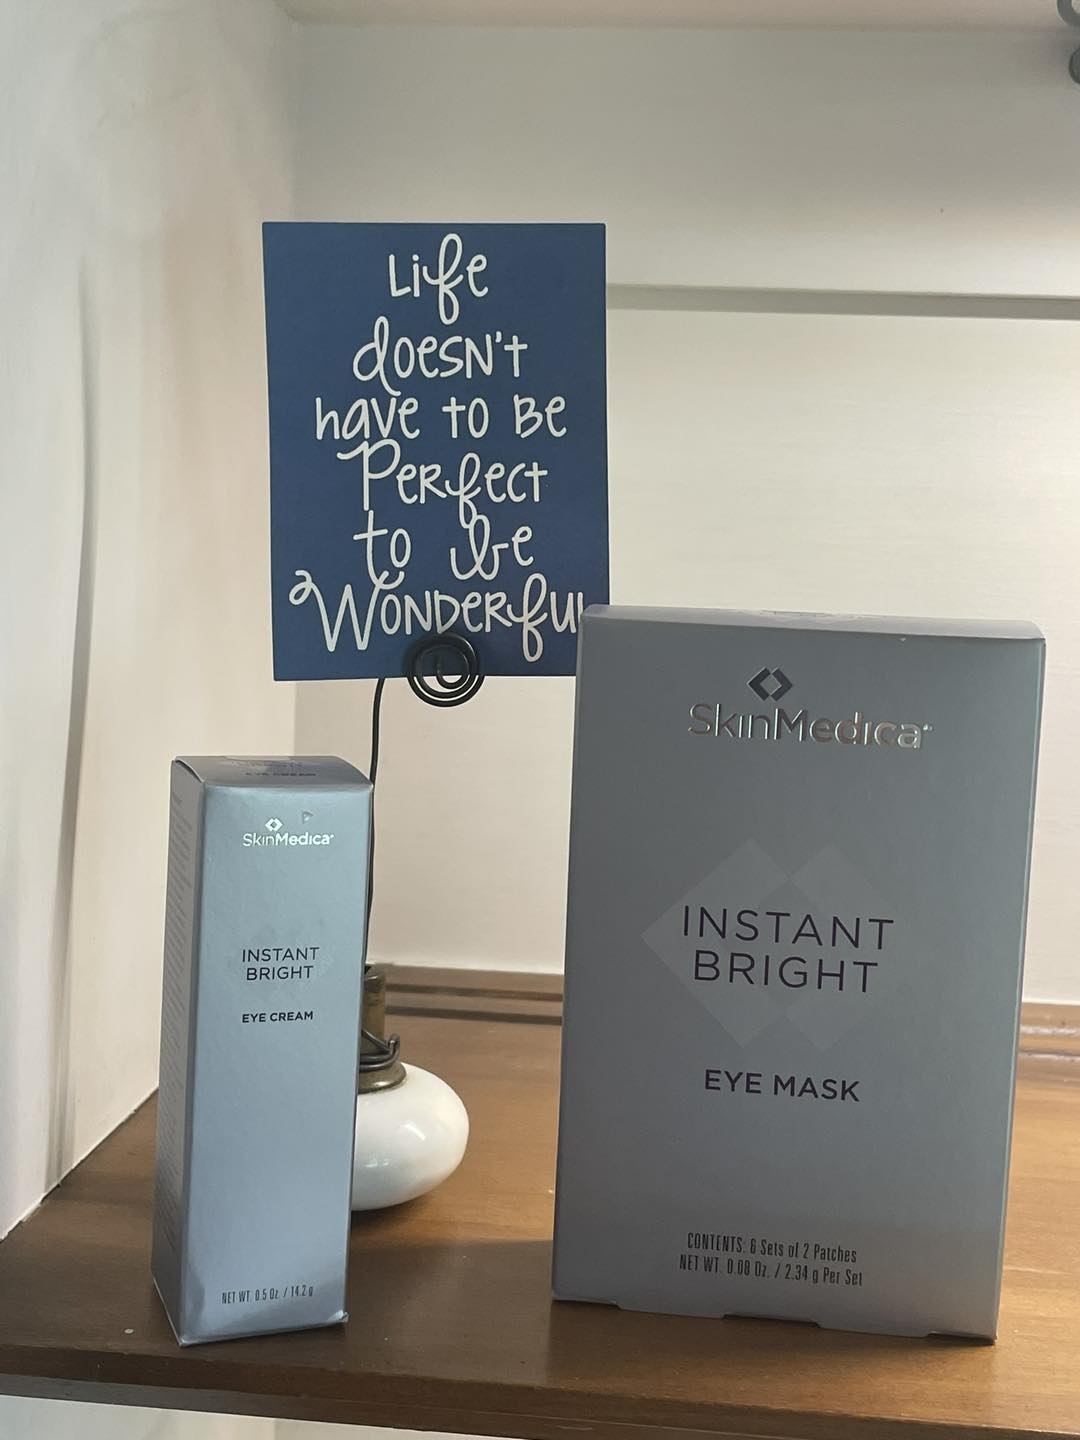 Life
doesn't
have to Be
Perfect
to be
Wonderful
SkinMedica
INSTANT
BRIGHT
EYE MASK
CONTENTS: 6 Sets of 2 Patches
NET WT. 0.08 Oz. / 2.34 g Per Set
EYE CREAM
SkinMedica
INSTANT
BRIGHT
EYE CREAM
NET WT. 0.5 Oz. / 14.2 g